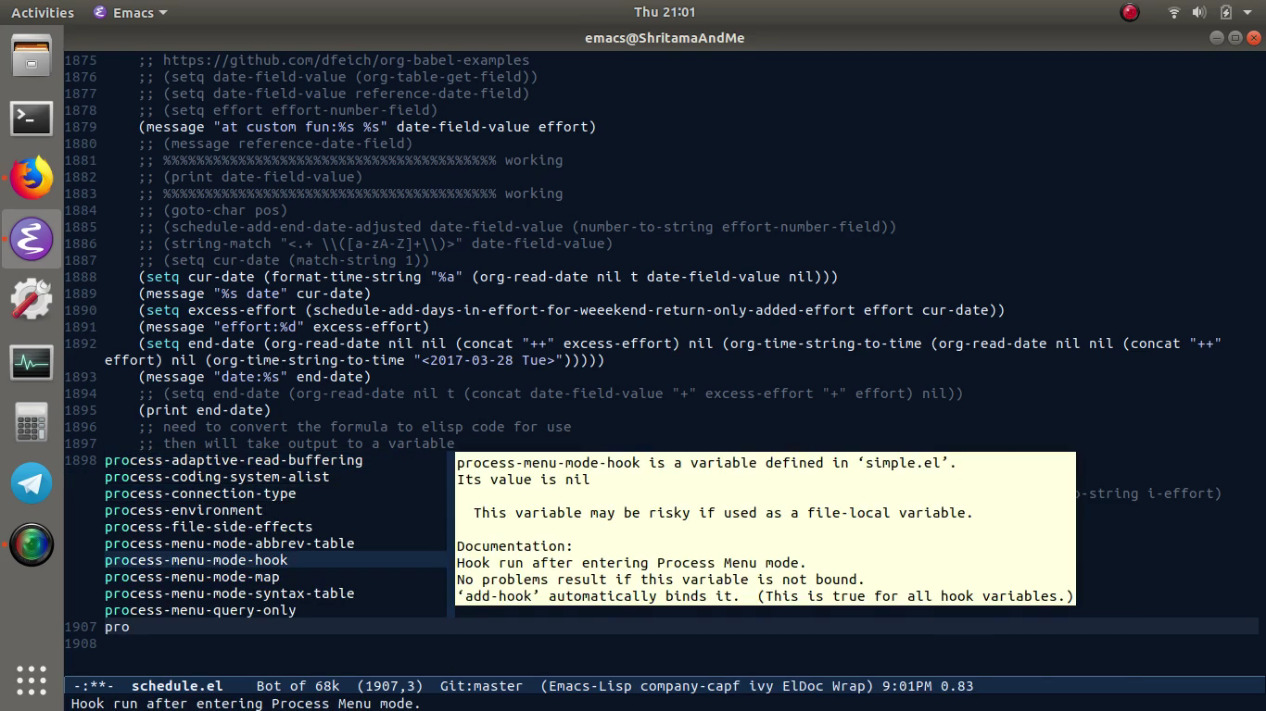 Activities Emacs Thu 21:01
emacs@ShritamaAndMe
1875 ;; https://github.com/dfeich/org-babel-examples
1876 ;; (setq date-field-value (org-table-get-field))
1877 ;; (setq date-field-value reference-date-field)
1878 ;; (setq effort effort-number-field)
1879 (message "at custom fun:%s %s" date-field-value effort)
1880 ;; (message reference-date-field)
1881 ;; %%%%%%%%%%%%%%%%%%%%%%%%%%%%%%%%%%%%%%%% working
1882 ;; (print date-field-value)
1883 ;; %%%%%%%%%%%%%%%%%%%%%%%%%%%%%%%%%%%%%%%% working
1884 ;; (goto-char pos)
1885 ;; (schedule-add-end-date-adjusted date-field-value (number-to-string effort-number-field))
1886 ;; (string-match "<.+ \\([a-zA-Z]+\\)>" date-field-value)
1887 ;; (setq cur-date (match-string 1))
1888 (setq cur-date (format-time-string "%a" (org-read-date nil t date-field-value nil)))
1889 (message "%s date" cur-date)
1890 (setq excess-effort (schedule-add-days-in-effort-for-weeekend-return-only-added-effort effort cur-date))
1891 (message "effort:%d" excess-effort)
1892 (setq end-date (org-read-date nil nil (concat "++" excess-effort) nil (org-time-string-to-time (org-read-date nil nil (concat "++"
effort) nil (org-time-string-to-time "<2017-03-28 Tue>")))))
1893 (message "date:%s" end-date)
1894 ;; (setq end-date (org-read-date nil t (concat date-field-value "+" excess-effort "+" effort) nil))
1895 (print end-date)
1896 ;; need to convert the formula to elisp code for use
1897 ;; then will take output to a variable
1898 process-adaptive-read-buffering
process-coding-system-alist
process-connection-type
process-environment
process-file-side-effects
process-menu-mode-abbrev-table
process-menu-mode-hook
process-menu-mode-map
process-menu-mode-syntax-table
process-menu-query-only
process-menu-mode-hook is a variable defined in ‘simple.el’.
Its value is nil
This variable may be risky if used as a file-local variable.
Documentation:
Hook run after entering Process Menu mode.
No problems result if this variable is not bound.
‘add-hook’ automatically binds it. (This is true for all hook variables.)
o-string i-effort)
1907 pro
1908
-:**- schedule.el Bot of 68k (1907,3) Git:master (Emacs-Lisp company-capf ivy ElDoc Wrap) 9:01PM 0.83
Hook run after entering Process Menu mode.